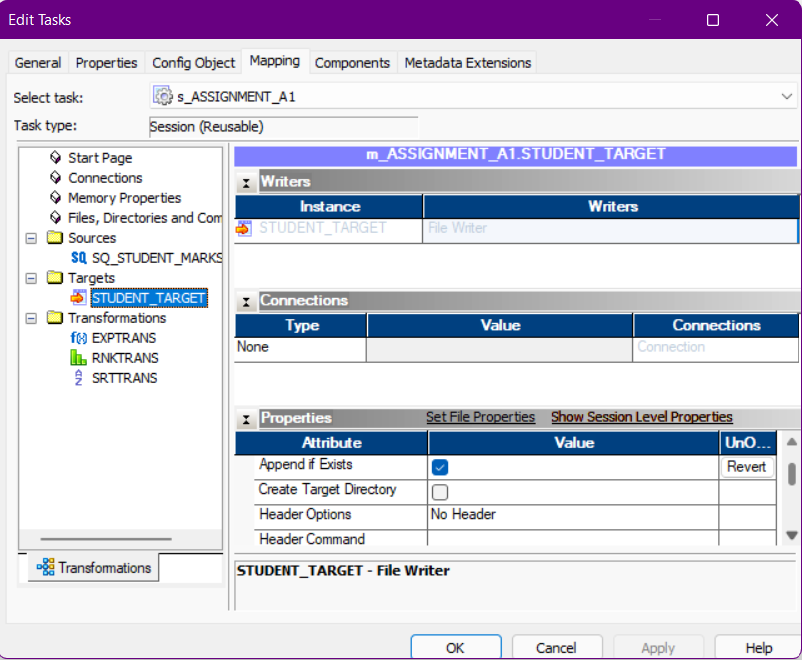 Edit Tasks
General Properties Config Object Mapping Components Metadata Extensions
Select task: s_ASSIGNMENT_A1
Task type: Session (Reusable)
Start Page
Connections
Memory Properties
Files, Directories and Com
Sources
SQ SQ_STUDENT_MARKS
Targets
STUDENT_TARGET
Transformations
f(x) EXPTRANS
RNKTRANS
A Z SRTTRANS
Transformations
m_ASSIGNMENT_A1.STUDENT_TARGET
Writers
Instance Writers
STUDENT_TARGET File Writer
Connections
Type Value Connections
None Connection
Properties Set File Properties Show Session Level Properties
Attribute Value UnO...
Append if Exists Revert
Create Target Directory
Header Options No Header
Header Command
STUDENT_TARGET - File Writer
OK Cancel Apply Help